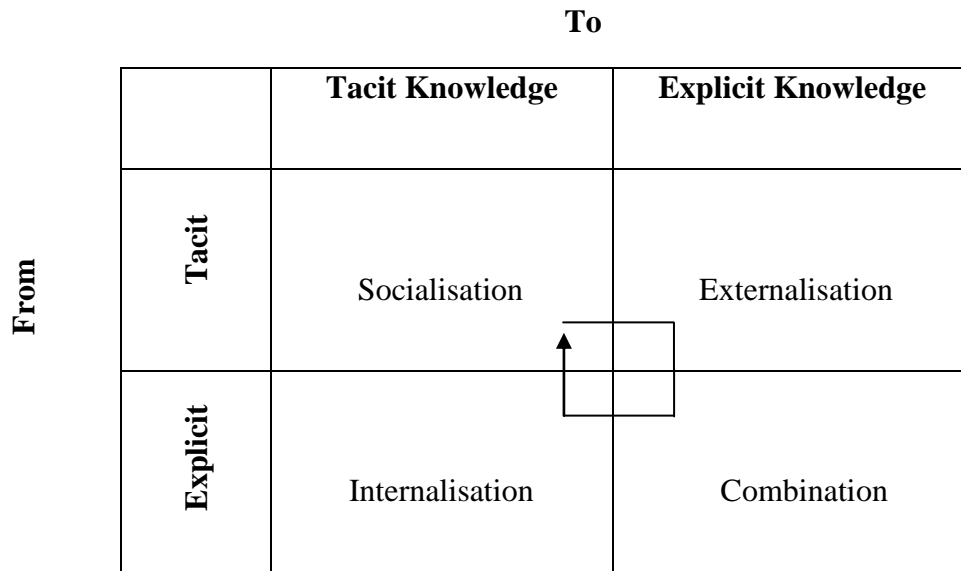 To
Tacit Knowledge
Explicit Knowledge
From
Tacit
Socialisation
Externalisation
Explicit
Internalisation
Combination